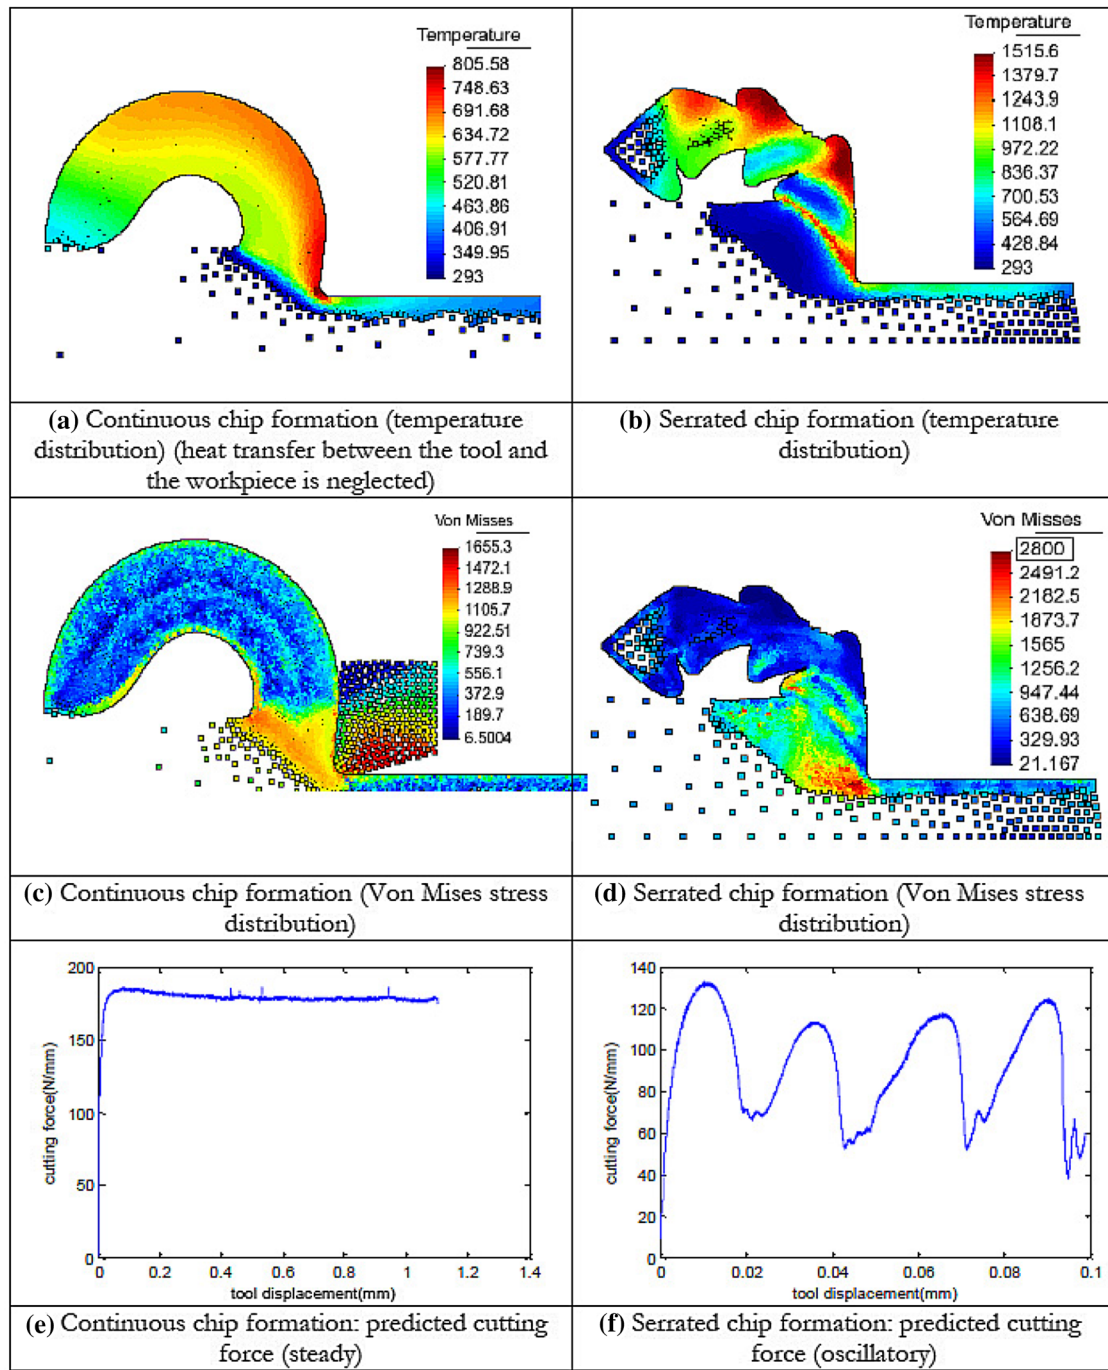 Temperature
805.58
748.63
691.68
634.72
577.77
520.81
463.86
406.91
349.95
293
Temperature
1515.6
1379.7
1243.9
1108.1
972.22
836.37
700.53
564.69
428.84
293
(a) Continuous chip formation (temperature
distribution) (heat transfer between the tool and
the workpiece is neglected)
(b) Serrated chip formation (temperature
distribution)
Von Misses
1655.3
1472.1
1288.9
1105.7
922.51
739.3
556.1
372.9
189.7
6.5004
Von Misses
2800
2491.2
2182.5
1873.7
1565
1256.2
947.44
638.69
329.93
21.167
(c) Continuous chip formation (Von Mises stress
distribution)
(d) Serrated chip formation (Von Mises stress
distribution)
200
150
100
50
0
cutting force(N/mm)
0 0.2 0.4 0.6 0.8 1 1.2 1.4
tool displacement(mm)
140
120
100
80
60
40
20
0
cutting force(N/mm)
0 0.02 0.04 0.06 0.08 0.1
tool displacement(mm)
(e) Continuous chip formation: predicted cutting
force (steady)
(f) Serrated chip formation: predicted cutting
force (oscillatory)